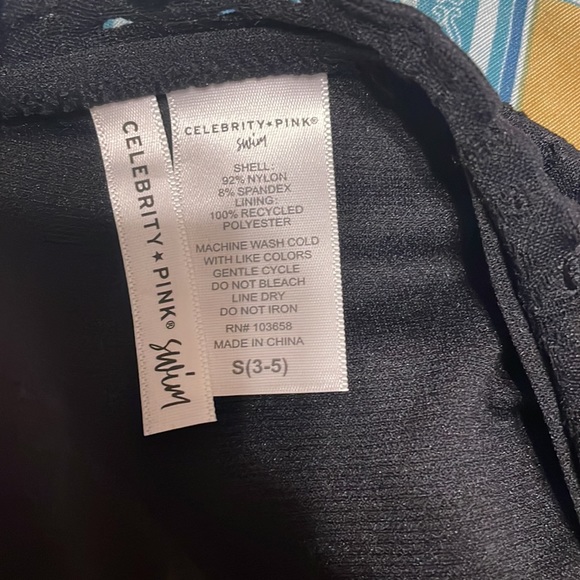 CELEBRITY★PINK® swim
CELEBRITY★PINK®
swim
SHELL:
92% NYLON
8% SPANDEX
LINING:
100% RECYCLED
POLYESTER
MACHINE WASH COLD
WITH LIKE COLORS
GENTLE CYCLE
DO NOT BLEACH
LINE DRY
DO NOT IRON
RN# 103658
MADE IN CHINA
S(3-5)